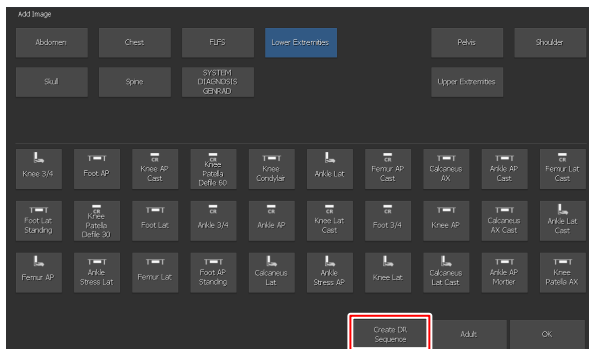 Add Image
Abdomen
Chest
FLFS
Lower Extremities
Pelvis
Shoulder
Skull
Spine
SYSTEM
DIAGNOSIS
GENRAD
Upper Extremities
Knee 3/4
Foot AP
CR
Knee AP
Cast
CR
Knee
Patella
Defile 60
Knee
Condylair
Ankle Lat
CR
Femur AP
Cast
Calcaneus
AX
Ankle AP
Cast
CR
Femur Lat
Cast
Foot Lat
Standing
CR
Knee
Patella
Defile 30
Foot Lat
CR
Ankle 3/4
CR
Ankle AP
CR
Knee Lat
Cast
CR
Foot 3/4
Knee AP
Calcaneus
AX Cast
Ankle Lat
Cast
Femur AP
Ankle
Stress Lat
Femur Lat
Foot AP
Standing
Calcaneus
Lat
Ankle
Stress AP
Knee Lat
Calcaneus
Lat Cast
Ankle AP
Mortier
Knee
Patella AX
Create DR
Sequence
Adult
OK